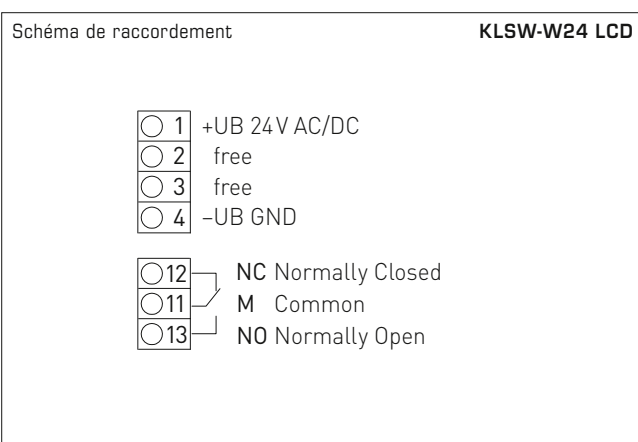 Schéma de raccordement KLSW-W24 LCD
1 +UB 24V AC/DC
2 free
3 free
4 –UB GND
12 NC Normally Closed
11 M Common
13 NO Normally Open